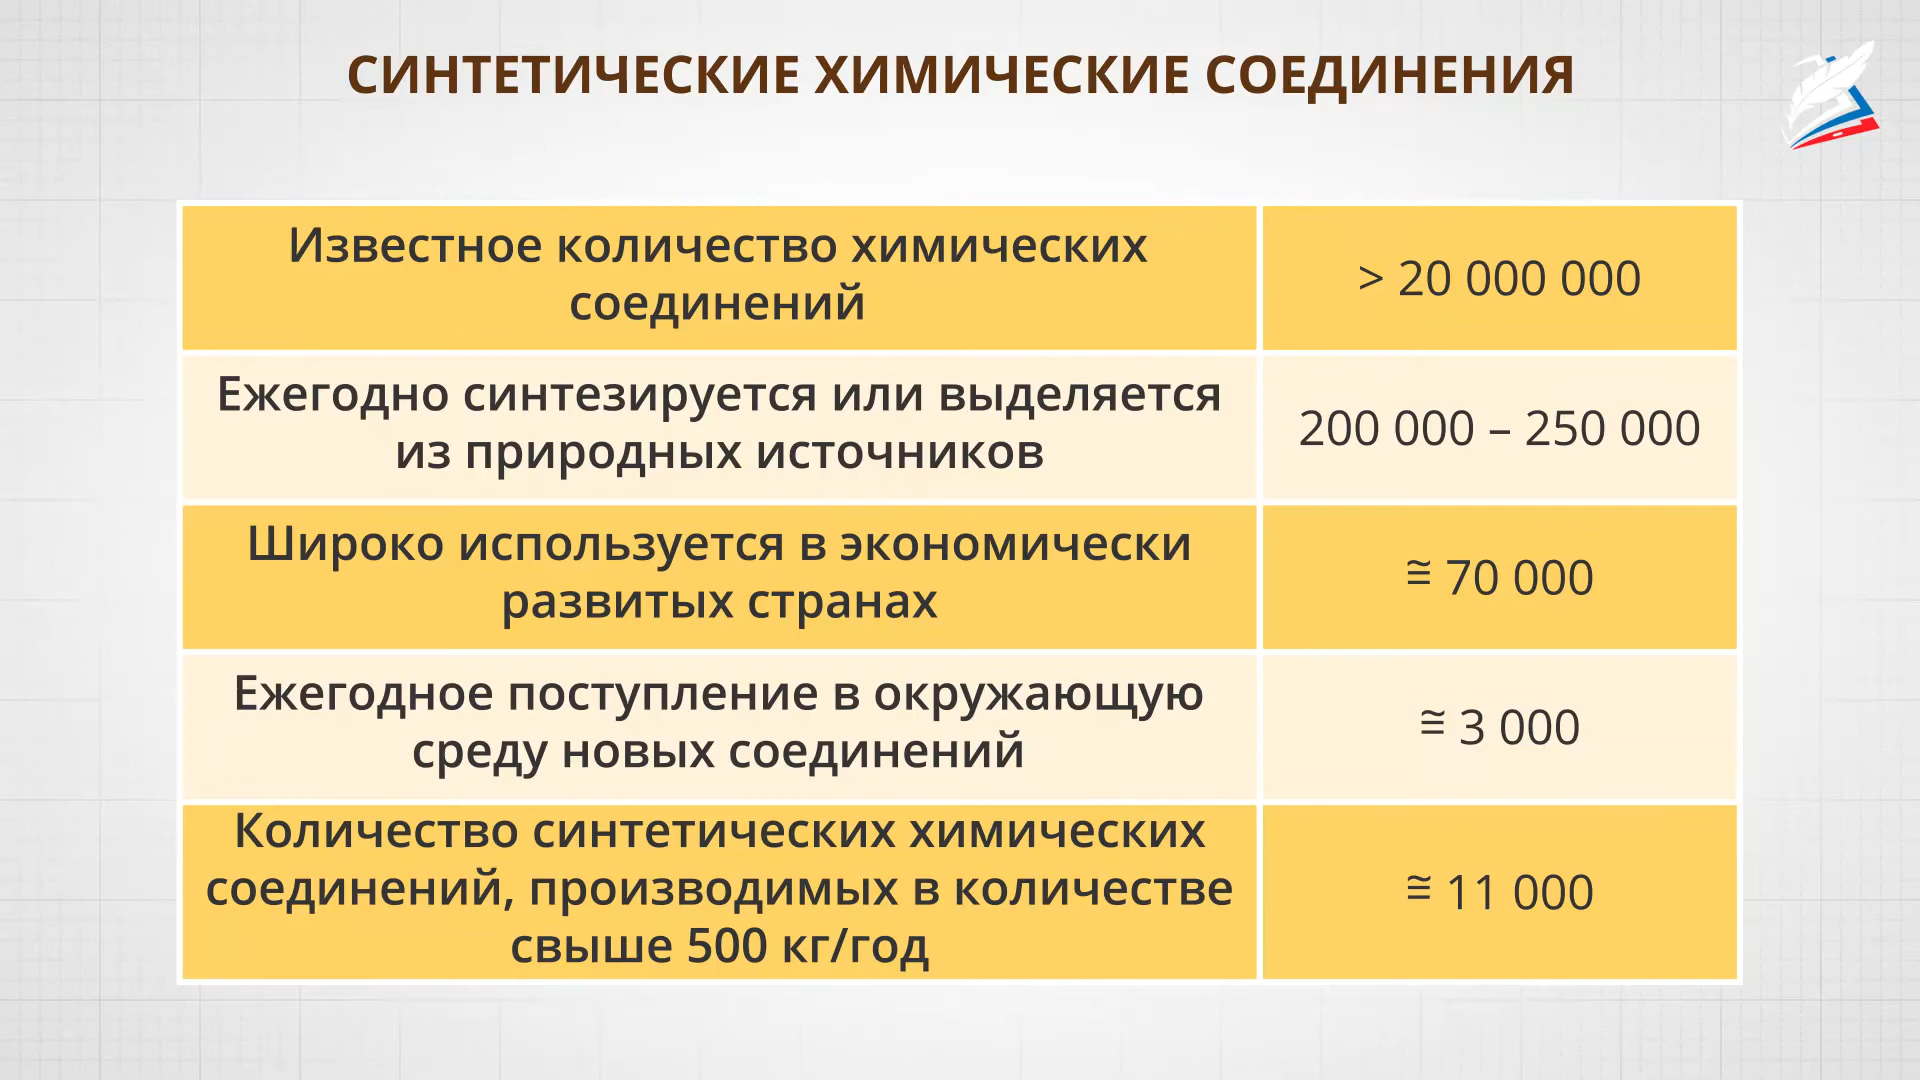 СИНТЕТИЧЕСКИЕ ХИМИЧЕСКИЕ СОЕДИНЕНИЯ
Известное количество химических
соединений
> 20 000 000
Ежегодно синтезируется или выделяется
из природных источников
200 000 – 250 000
Широко используется в экономически
развитых странах
≅ 70 000
Ежегодное поступление в окружающую
среду новых соединений
≅ 3 000
Количество синтетических химических
соединений, производимых в количестве
свыше 500 кг/год
≅ 11 000